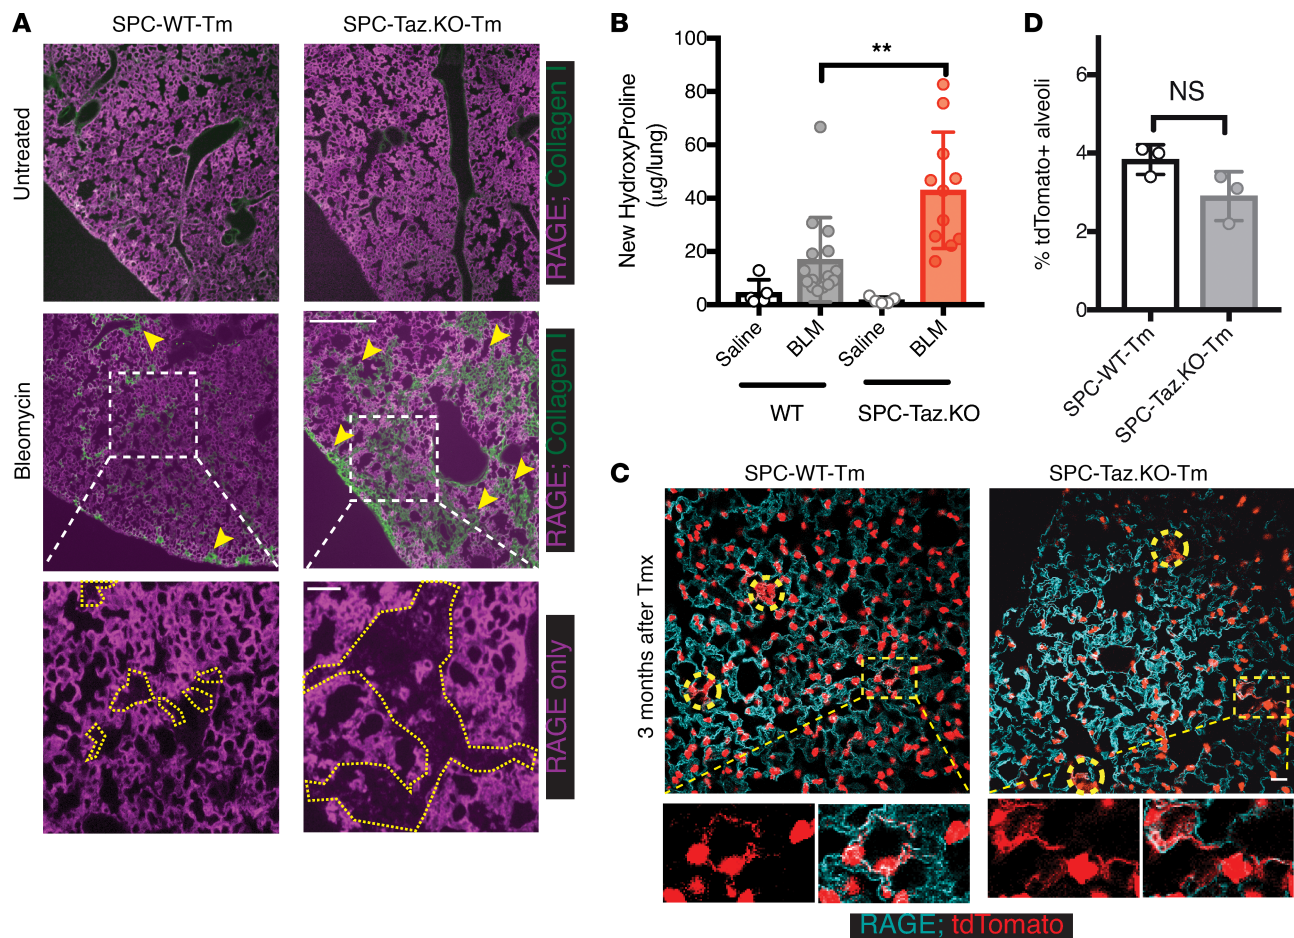 A
SPC-WT-Tm
SPC-Taz.KO-Tm
Untreated
RAGE; Collagen I
Bleomycin
RAGE; Collagen I
RAGE only
B
New HydroxyProline
(µg/lung)
100
80
60
40
20
0
**
Saline
BLM
Saline
BLM
WT
SPC-Taz.KO
D
% tdTomato+ alveoli
6
4
2
0
NS
SPC-WT-Tm
SPC-Taz.KO-Tm
C
SPC-WT-Tm
SPC-Taz.KO-Tm
3 months after Tmx
RAGE; tdTomato